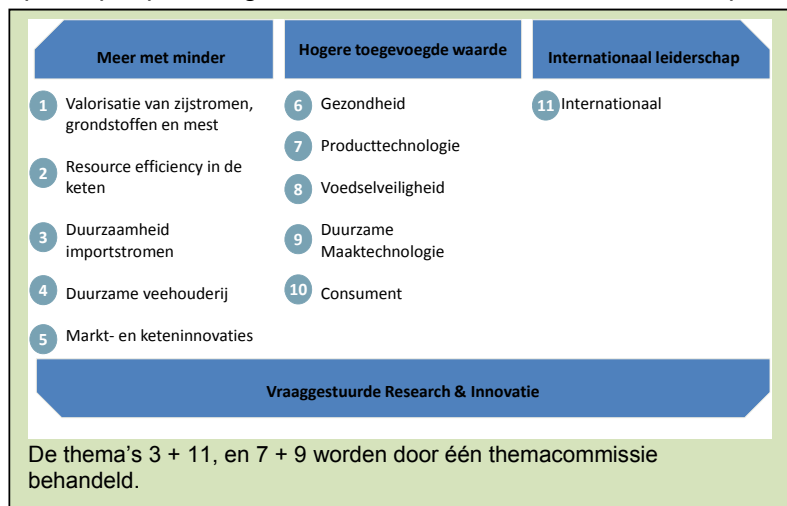 Meer met minder
Hogere toegevoegde waarde
Internationaal leiderschap
1 Valorisatie van zijstromen,
grondstoffen en mest
2 Resource efficiency in de
keten
3 Duurzaamheid
importstromen
4 Duurzame veehouderij
5 Markt- en keteninnovaties
6 Gezondheid
7 Producttechnologie
8 Voedselveiligheid
9 Duurzame
Maaktechnologie
10 Consument
11 Internationaal
Vraaggestuurde Research & Innovatie
De thema's 3 + 11, en 7 + 9 worden door één themacommissie
behandeld.